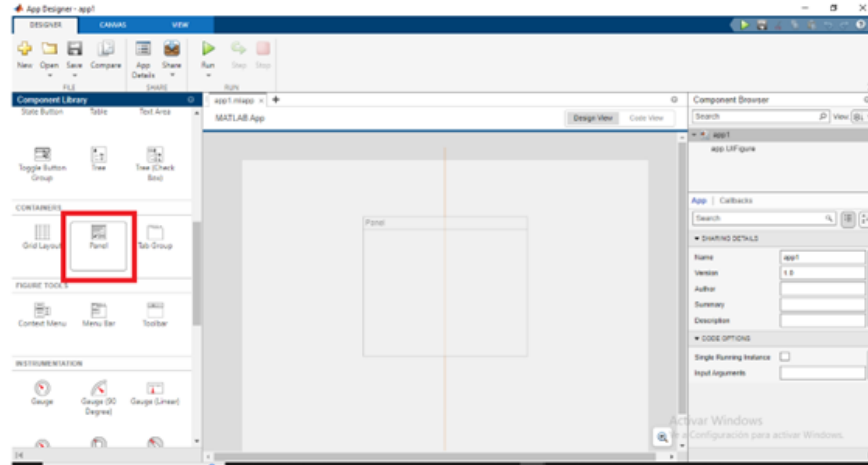 App Designer - app1
DESIGNER CANVAS VIEW
New Open Save Compare App Details Share Run Step Stop
FILE SHARE RUN
Component Library
app1.mlapp
Component Browser
State Button Table Text Area
MATLAB App Design View Code View
Search View:
app1
app.UIFigure
Toggle Button Group Tree Tree (Check Box)
App | Callbacks
CONTAINERS
Search
Grid Layout Panel Tab Group
Panel
SHARING DETAILS
Name app1
Version 1.0
Author
Summary
Description
FIGURE TOOLS
Context Menu Menu Bar Toolbar
CODE OPTIONS
Single Running Instance
Input Arguments
INSTRUMENTATION
Gauge Gauge (90 Degree) Gauge (Linear)
Activar Windows
Ve a Configuración para activar Windows.